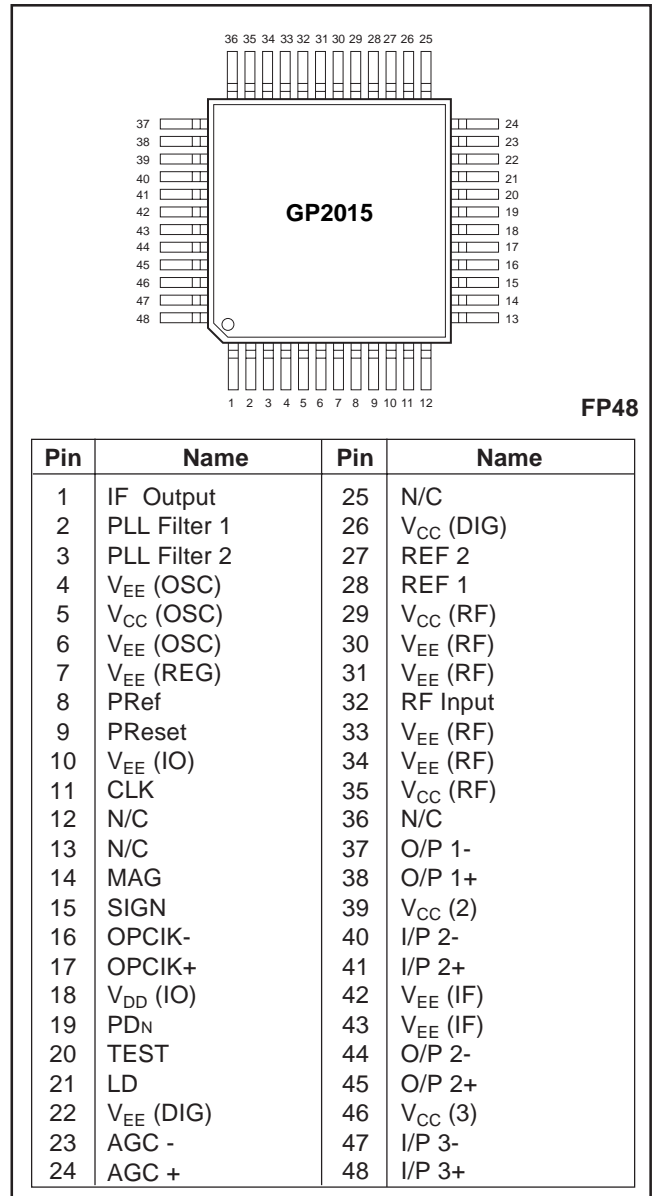 36 35 34 33 32 31 30 29 28 27 26 25
37 24
38 23
39 22
40 21
41 20
42 19
43 18
44 17
45 16
46 15
47 14
48 13
GP2015
1 2 3 4 5 6 7 8 9 10 11 12
FP48
Pin Name Pin Name
1 IF Output 25 N/C
2 PLL Filter 1 26 VCC (DIG)
3 PLL Filter 2 27 REF 2
4 VEE (OSC) 28 REF 1
5 VCC (OSC) 29 VCC (RF)
6 VEE (OSC) 30 VEE (RF)
7 VEE (REG) 31 VEE (RF)
8 PRef 32 RF Input
9 PReset 33 VEE (RF)
10 VEE (IO) 34 VEE (RF)
11 CLK 35 VCC (RF)
12 N/C 36 N/C
13 N/C 37 O/P 1-
14 MAG 38 O/P 1+
15 SIGN 39 VCC (2)
16 OPCIK- 40 I/P 2-
17 OPCIK+ 41 I/P 2+
18 VDD (IO) 42 VEE (IF)
19 PDN 43 VEE (IF)
20 TEST 44 O/P 2-
21 LD 45 O/P 2+
22 VEE (DIG) 46 VCC (3)
23 AGC - 47 I/P 3-
24 AGC + 48 I/P 3+